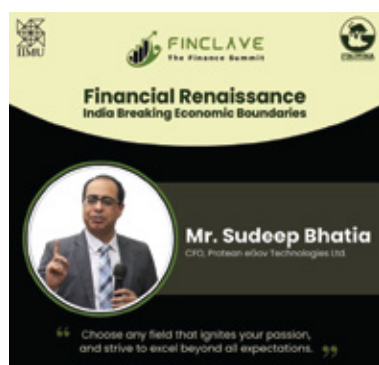 IIMU
FINCLAVE
The Finance Summit
Financial Renaissance
India Breaking Economic Boundaries
Mr. Sudeep Bhatia
CFO, Protean eGov Technologies Ltd.
“ Choose any field that ignites your passion,
and strive to excel beyond all expectations. ”